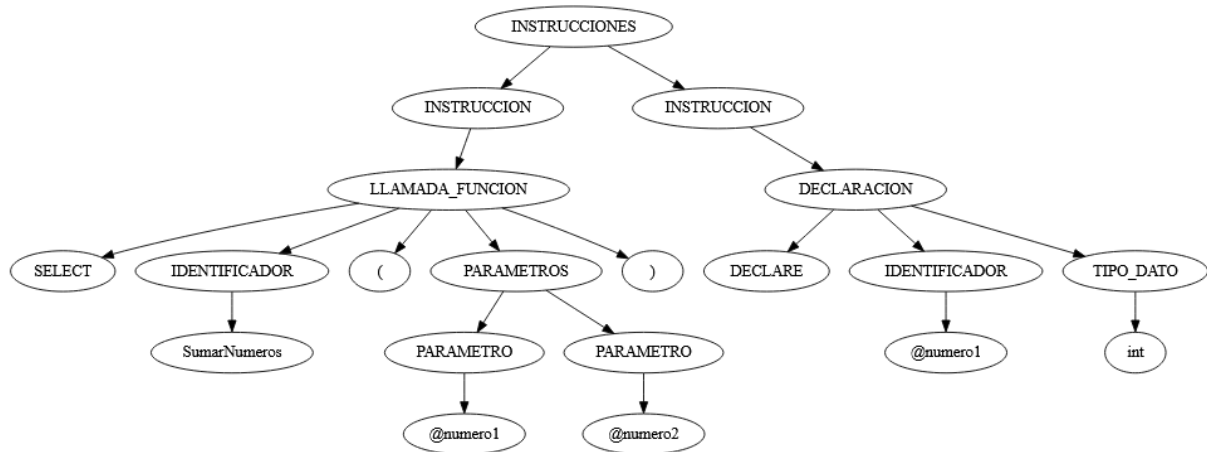 INSTRUCCIONES
INSTRUCCION
INSTRUCCION
LLAMADA_FUNCION
DECLARACION
SELECT
IDENTIFICADOR
(
PARAMETROS
)
DECLARE
IDENTIFICADOR
TIPO_DATO
SumarNumeros
PARAMETRO
PARAMETRO
@numero1
int
@numero1
@numero2